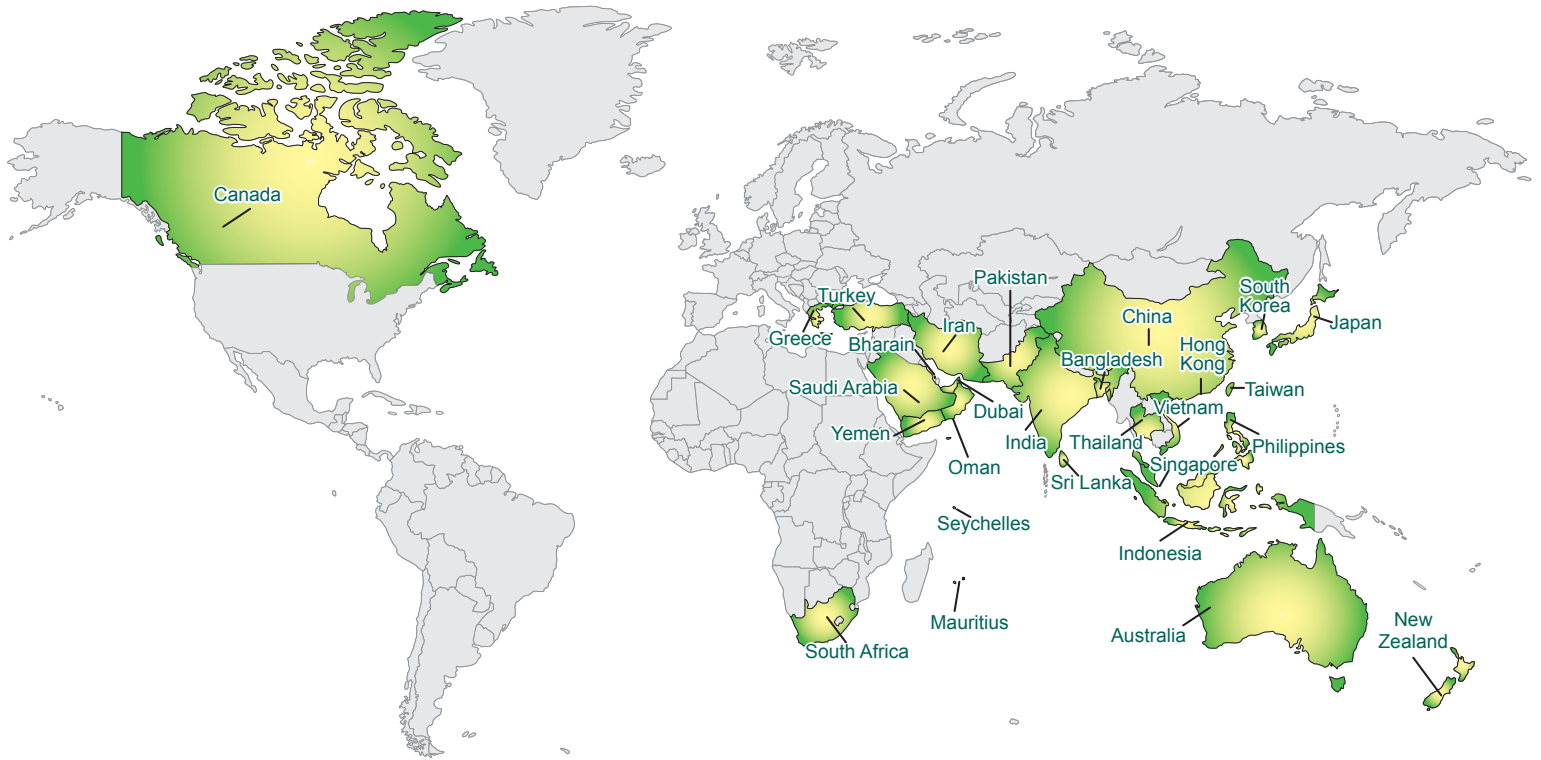 Canada
Pakistan
Turkey
South
Korea
China
Japan
Iran
Greece
Bharain
Hong
Kong
Bangladesh
Saudi Arabia
Taiwan
Dubai
Vietnam
Yemen
India
Thailand
Philippines
Oman
Singapore
Sri Lanka
Seychelles
Indonesia
Mauritius
New
Zealand
Australia
South Africa